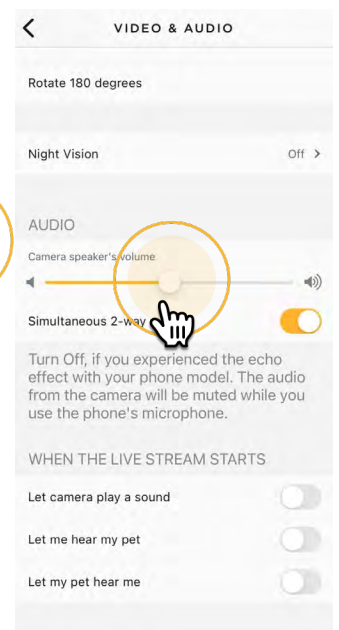 VIDEO & AUDIO
Rotate 180 degrees
Night Vision Off >
AUDIO
Camera speaker's volume
Simultaneous 2-way
Turn Off, if you experienced the echo
effect with your phone model. The audio
from the camera will be muted while you
use the phone's microphone.
WHEN THE LIVE STREAM STARTS
Let camera play a sound
Let me hear my pet
Let my pet hear me